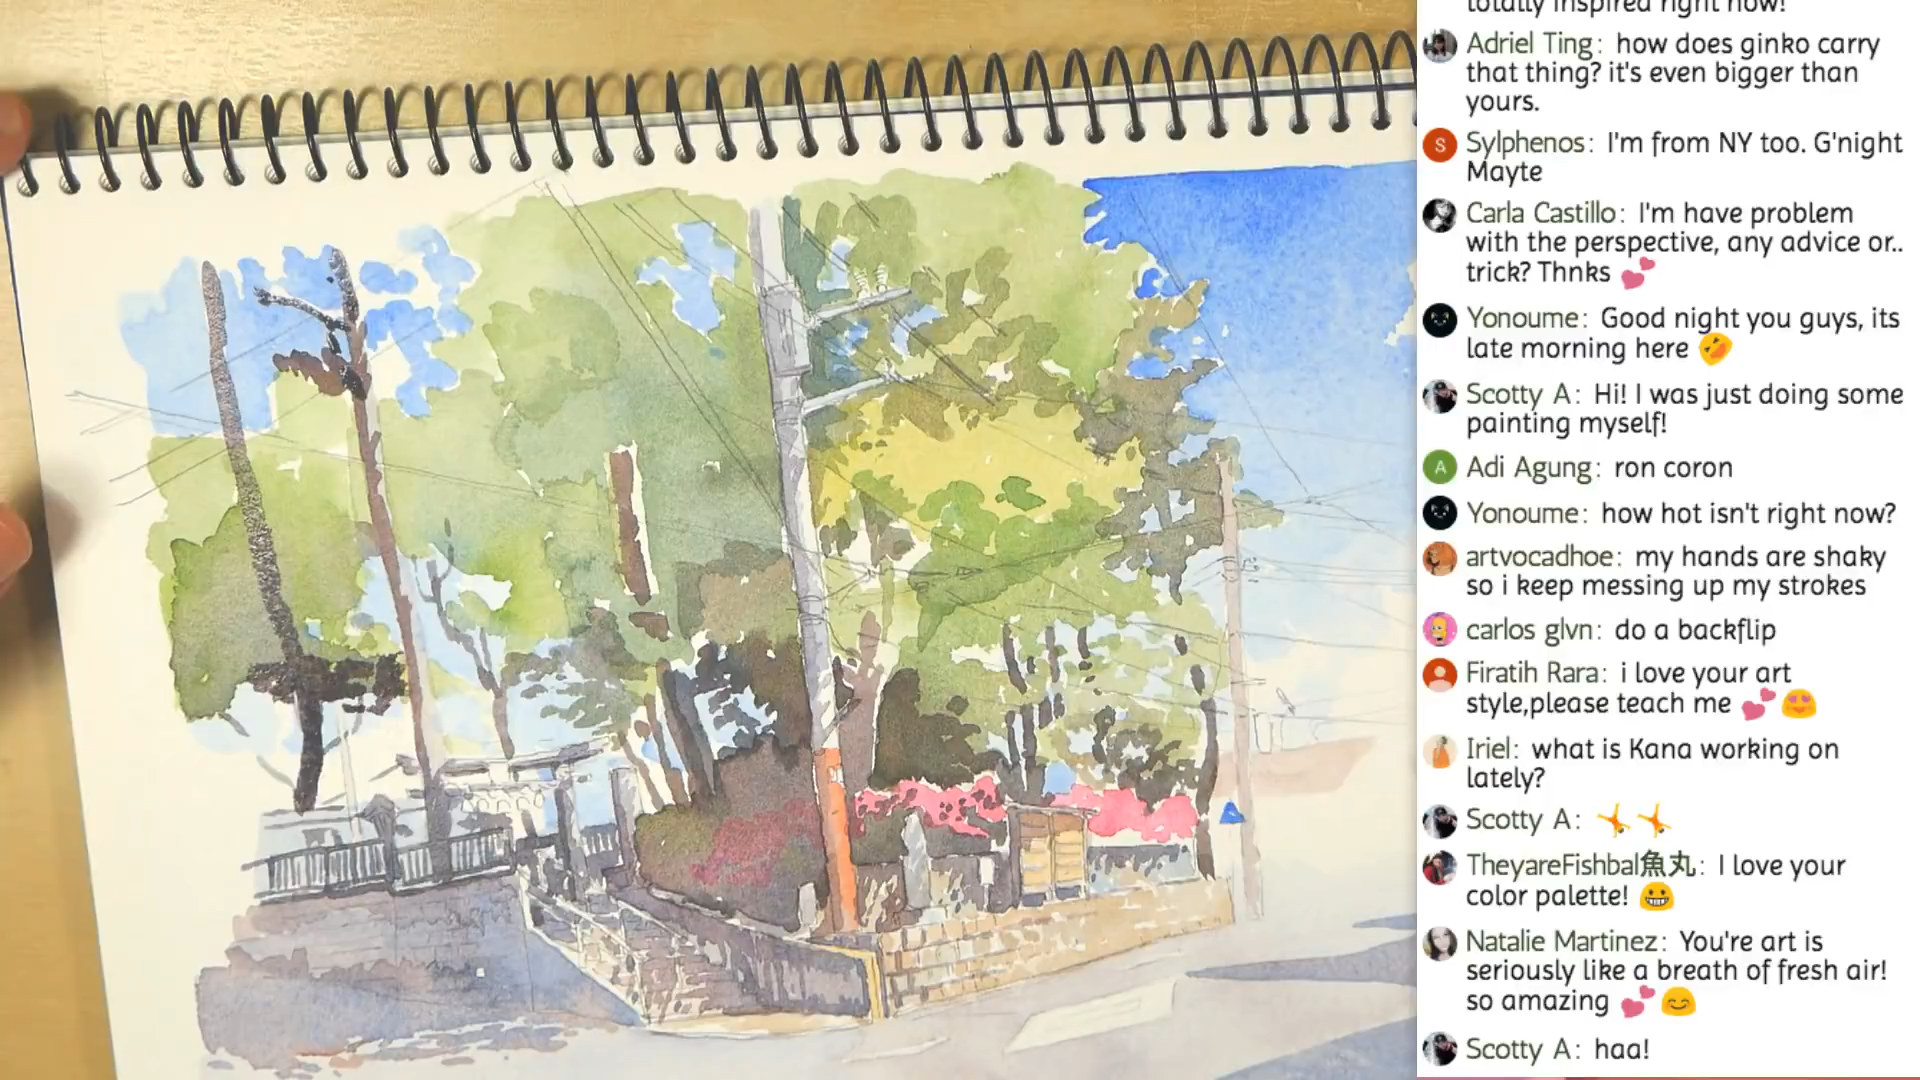 totally inspired right now!
Adriel Ting: how does ginko carry
that thing? it's even bigger than
yours.
S
Sylphenos: I'm from NY too. G'night
Mayte
Carla Castillo: I'm have problem
with the perspective, any advice or..
trick? Thnks 💕
Yonoume: Good night you guys, its
late morning here 🤣
Scotty A: Hi! I was just doing some
painting myself!
A
Adi Agung: ron coron
Yonoume: how hot isn't right now?
artvocadhoe: my hands are shaky
so i keep messing up my strokes
carlos glvn: do a backflip
Firatih Rara: i love your art
style,please teach me 💕 😍
Iriel: what is Kana working on
lately?
Scotty A: 🤸 🤸
TheyareFishbal魚丸: I love your
color palette! 😀
Natalie Martinez: You're art is
seriously like a breath of fresh air!
so amazing 💕 😊
Scotty A: haa!